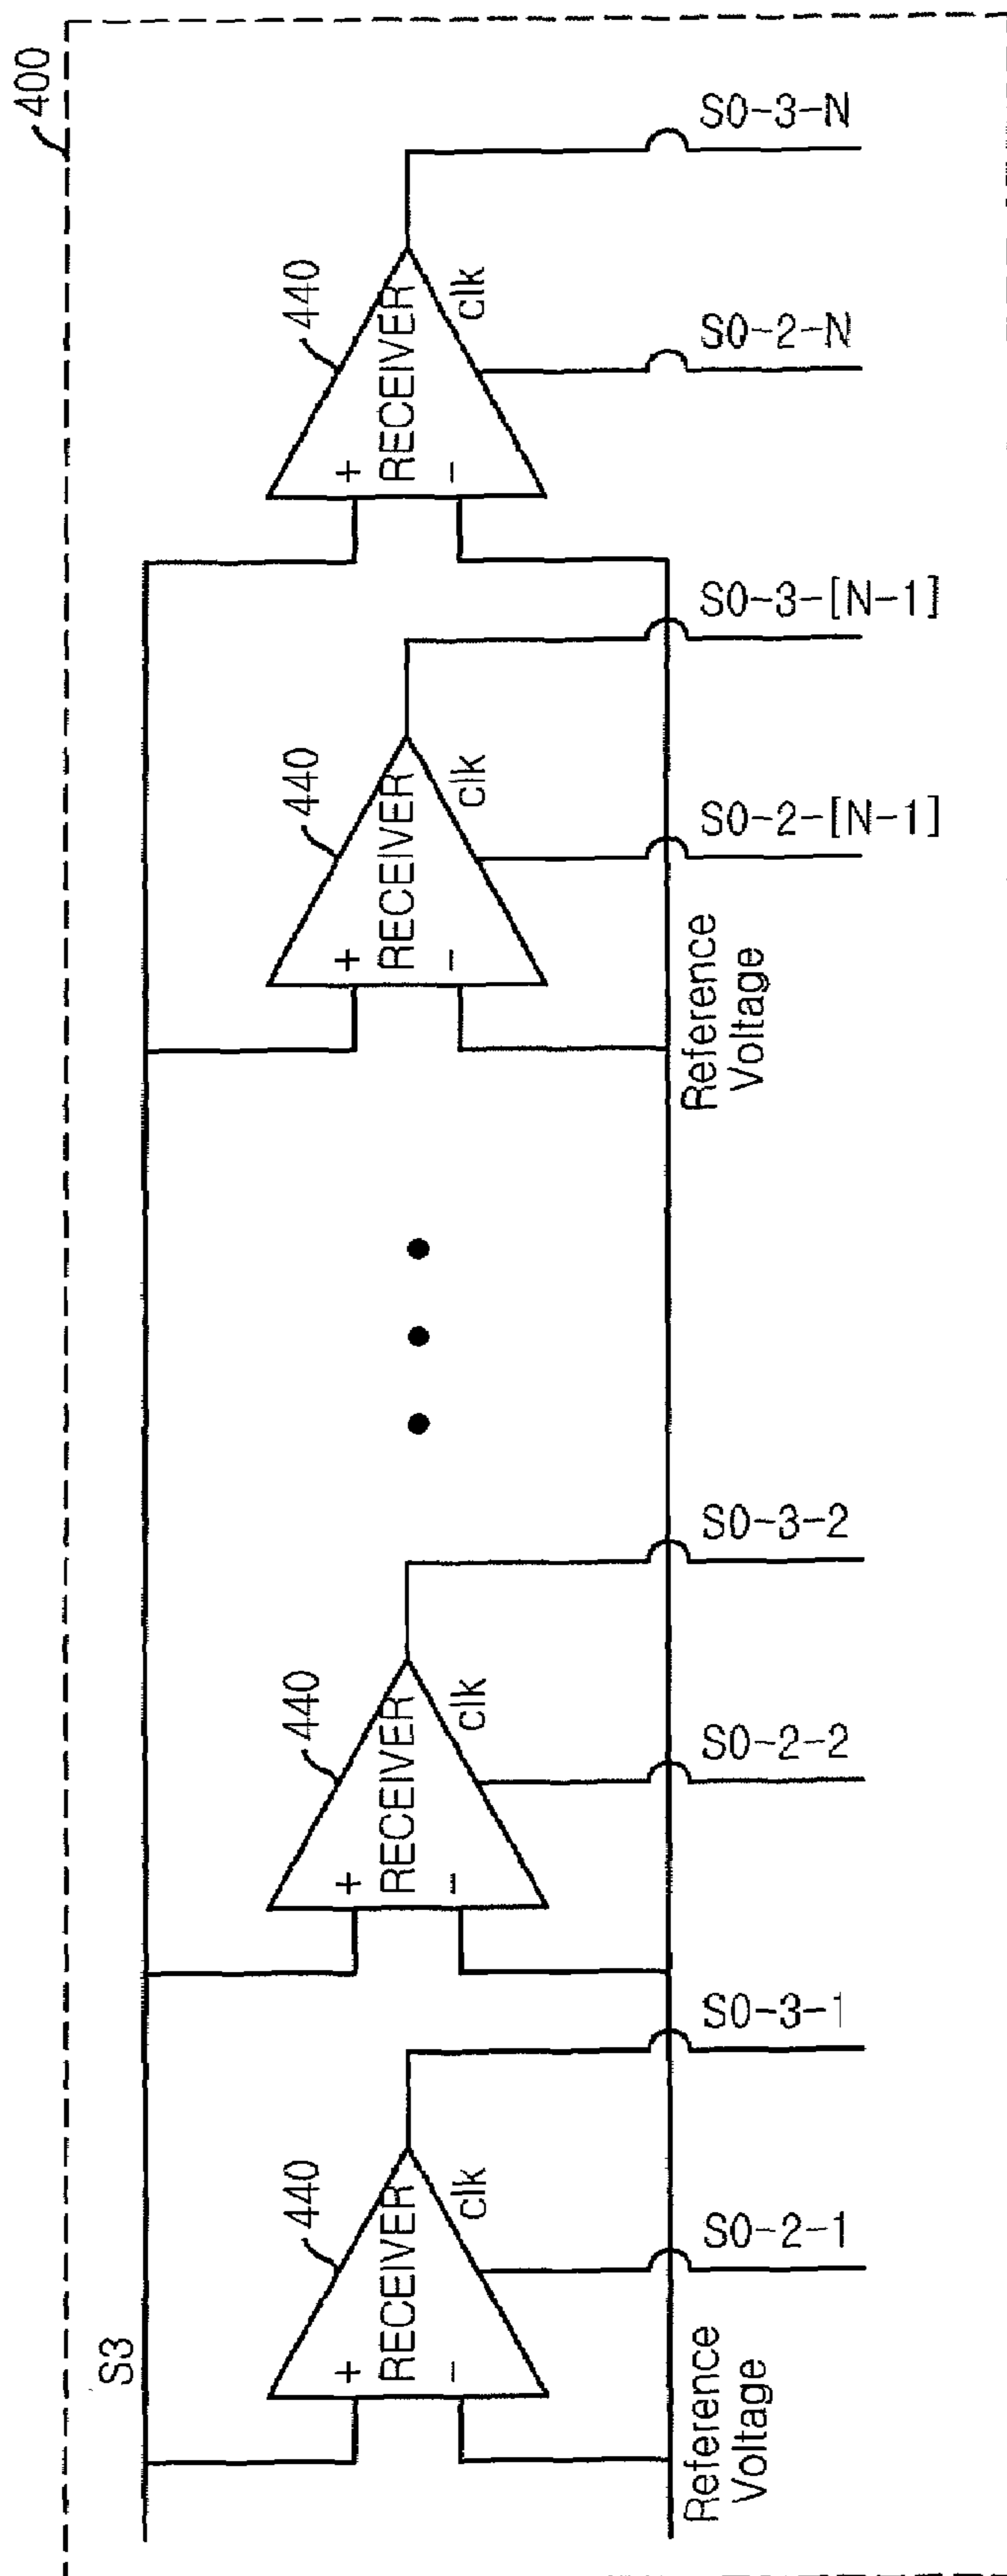 400
S3
440
RECEIVER
+
−
clk
S0-2-1
S0-3-1
Reference
Voltage
440
RECEIVER
+
−
clk
S0-2-2
S0-3-2
440
RECEIVER
+
−
clk
S0-2-[N-1]
S0-3-[N-1]
Reference
Voltage
440
RECEIVER
+
−
clk
S0-2-N
S0-3-N